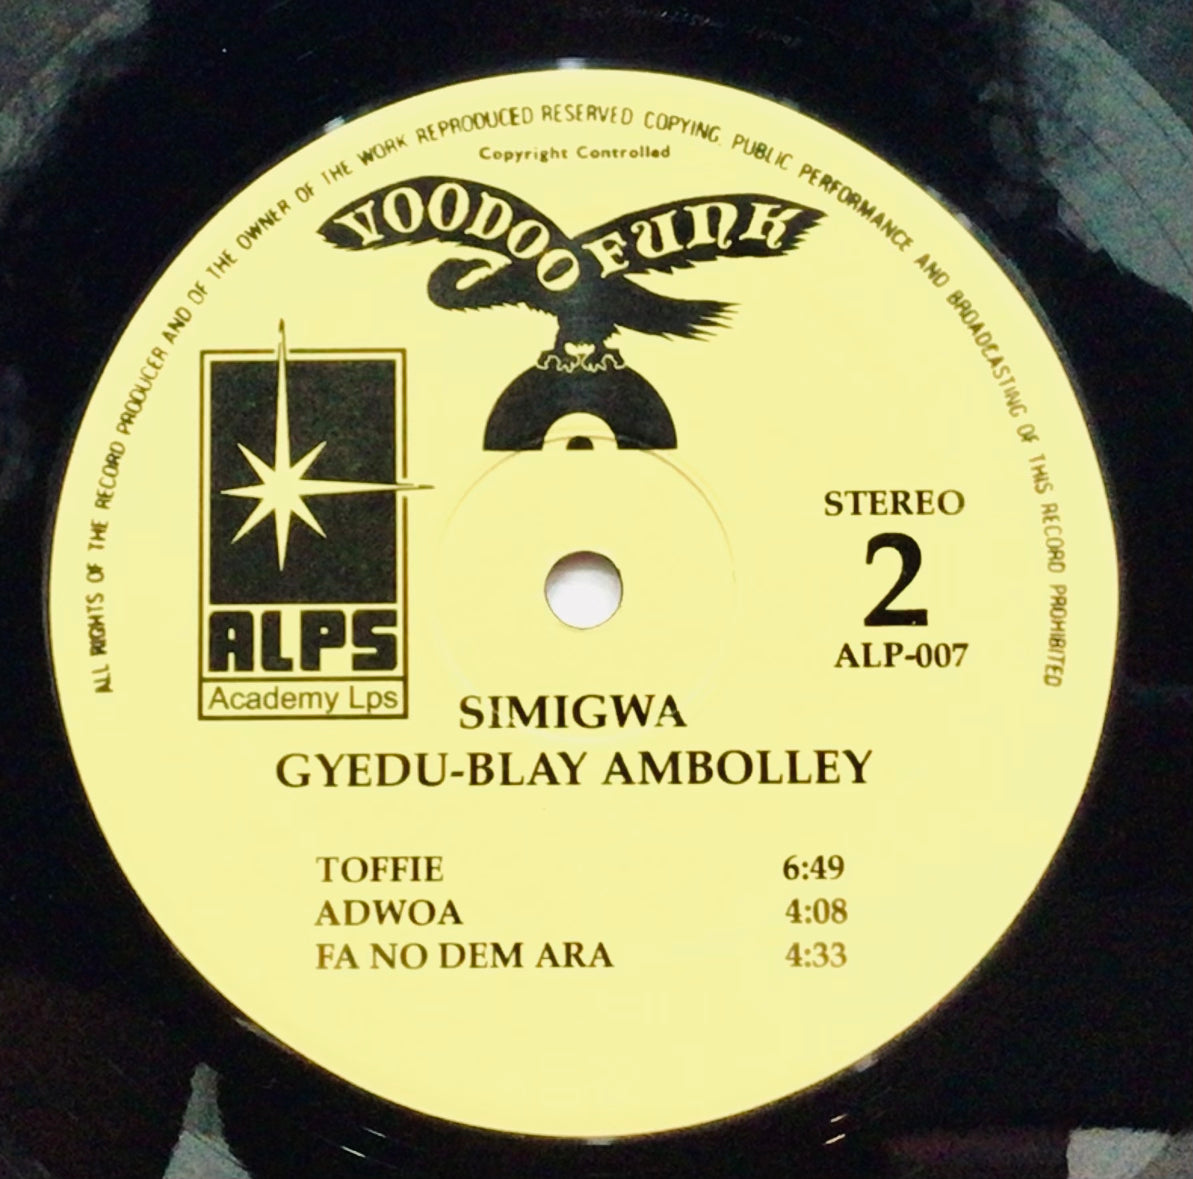 ALL RIGHTS OF THE RECORD PRODUCER AND OF THE OWNER OF THE WORK REPRODUCED RESERVED COPYING, PUBLIC PERFORMANCE AND BROADCASTING OF THIS RECORD PROHIBITED
Copyright Controlled
VOODOO FUNK
ALPS
Academy Lps
STEREO
2
ALP-007
SIMIGWA
GYEDU-BLAY AMBOLLEY
TOFFIE 6:49
ADWOA 4:08
FA NO DEM ARA 4:33